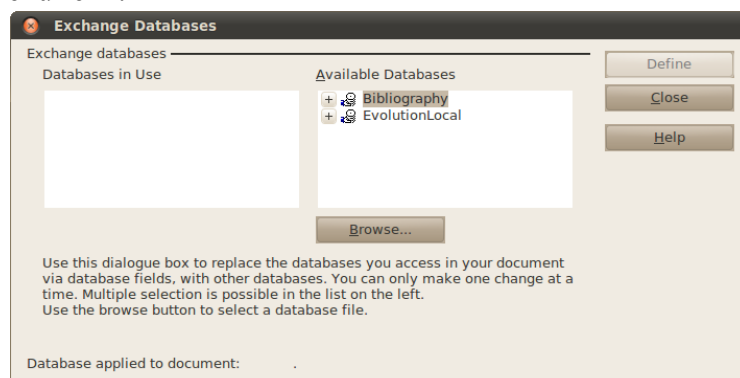 Exchange Databases
Exchange databases
Databases in Use
Available Databases
Bibliography
EvolutionLocal
Define
Close
Help
Browse...
Use this dialogue box to replace the databases you access in your document
via database fields, with other databases. You can only make one change at a
time. Multiple selection is possible in the list on the left.
Use the browse button to select a database file.
Database applied to document: .